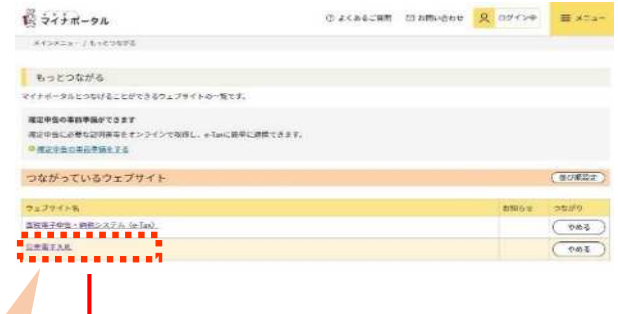 マイナポータル
よくあるご質問 お問い合わせ ログイン中 メニュー
メインメニュー / もっとつながる
もっとつながる
マイナポータルとつなげることができるウェブサイトの一覧です。
確定申告の事前準備ができます
確定申告に必要な証明書等をオンラインで取得し、e-Taxに簡単に連携できます。
確定申告の事前準備をする
つながっているウェブサイト 並び順設定
ウェブサイト名 お知らせ つながり
国税電子申告・納税システム（e-Tax） やめる
公売電子入札 やめる